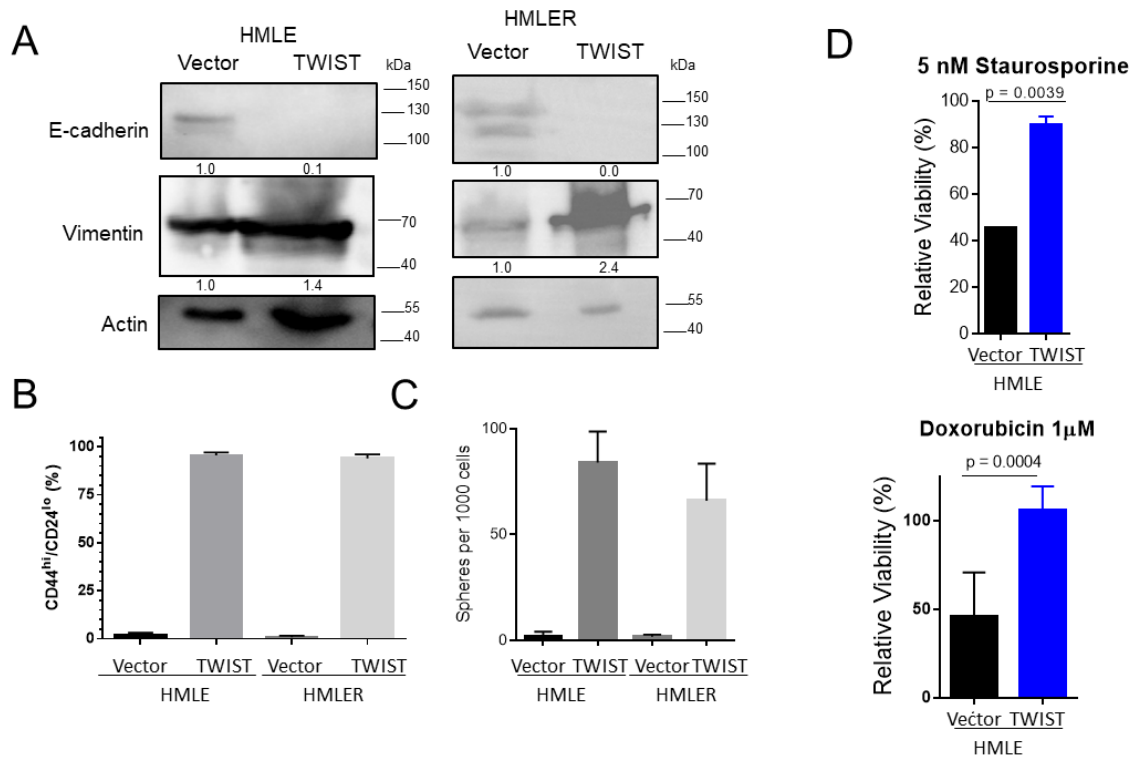 A
HMLE
Vector TWIST
kDa
E-cadherin
150
130
100
1.0 0.1
Vimentin
70
40
1.0 1.4
Actin
55
40
HMLER
Vector TWIST
kDa
150
130
100
1.0 0.0
70
40
1.0 2.4
55
40
B
CD44hi/CD24lo (%)
100
75
50
25
0
Vector TWIST Vector TWIST
HMLE HMLER
C
Spheres per 1000 cells
100
50
0
Vector TWIST Vector TWIST
HMLE HMLER
D
5 nM Staurosporine
p = 0.0039
Relative Viability (%)
100
80
60
40
20
0
Vector TWIST
HMLE
Doxorubicin 1μM
p = 0.0004
Relative Viability (%)
100
50
0
Vector TWIST
HMLE